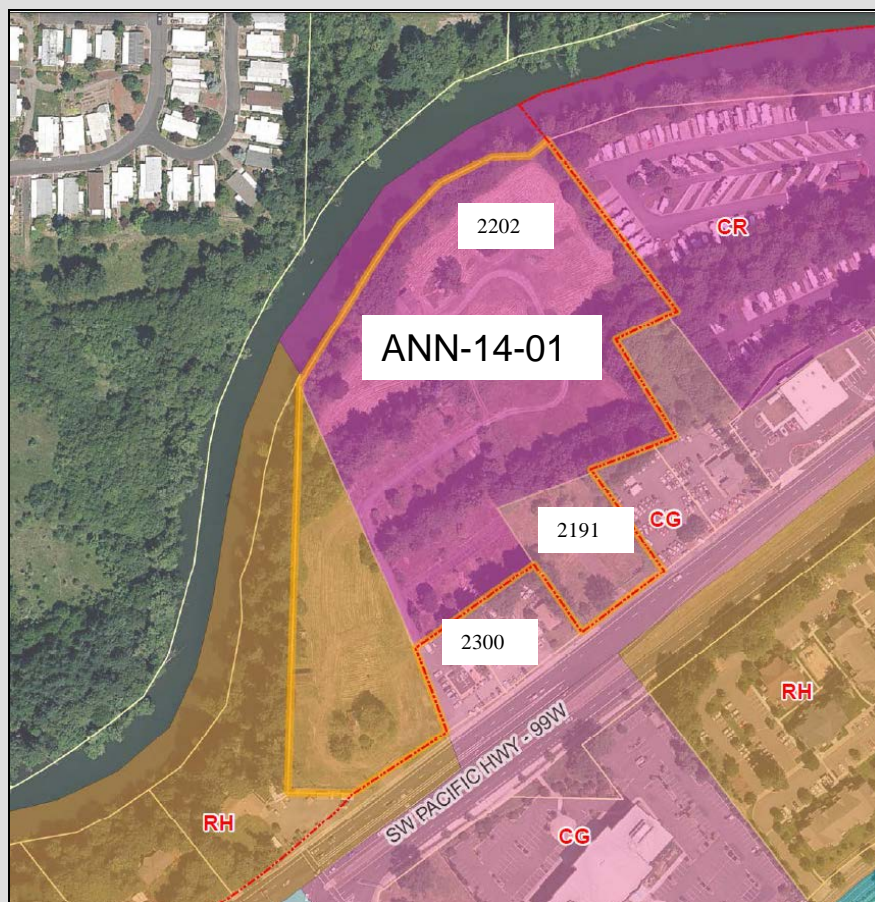 2202
CR
ANN-14-01
2191
CG
2300
RH
SW PACIFIC HWY - 99W
RH
CG